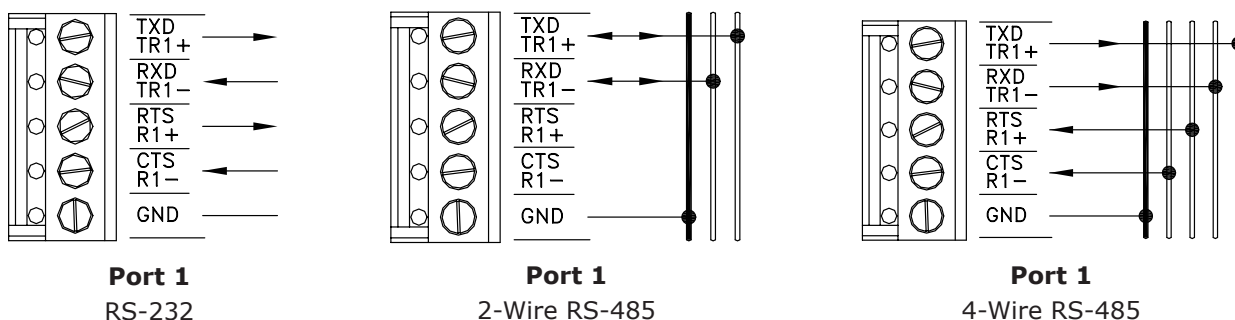 TXD
TR1+
RXD
TR1-
RTS
R1+
CTS
R1-
GND
Port 1
RS-232
TXD
TR1+
RXD
TR1-
RTS
R1+
CTS
R1-
GND
Port 1
2-Wire RS-485
TXD
TR1+
RXD
TR1-
RTS
R1+
CTS
R1-
GND
Port 1
4-Wire RS-485